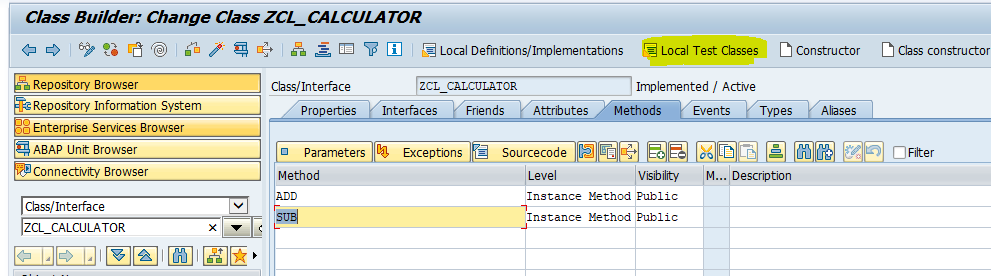 Class Builder: Change Class ZCL_CALCULATOR
Local Definitions/Implementations Local Test Classes Constructor Class constructor
Repository Browser
Repository Information System
Enterprise Services Browser
ABAP Unit Browser
Connectivity Browser
Class/Interface
ZCL_CALCULATOR
Class/Interface ZCL_CALCULATOR Implemented / Active
Properties Interfaces Friends Attributes Methods Events Types Aliases
Parameters Exceptions Sourcecode Filter
Method Level Visibility M... Description
ADD Instance Method Public
SUB Instance Method Public